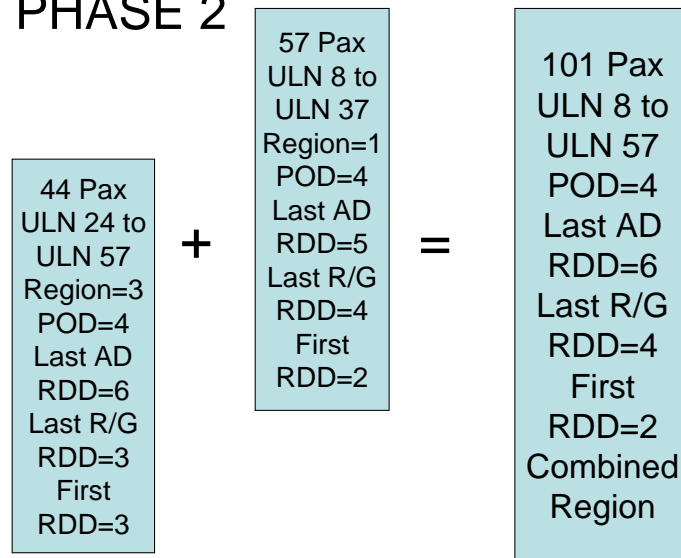 PHASE 2
44 Pax
ULN 24 to
ULN 57
Region=3
POD=4
Last AD
RDD=6
Last R/G
RDD=3
First
RDD=3
+
57 Pax
ULN 8 to
ULN 37
Region=1
POD=4
Last AD
RDD=5
Last R/G
RDD=4
First
RDD=2
=
101 Pax
ULN 8 to
ULN 57
POD=4
Last AD
RDD=6
Last R/G
RDD=4
First
RDD=2
Combined
Region